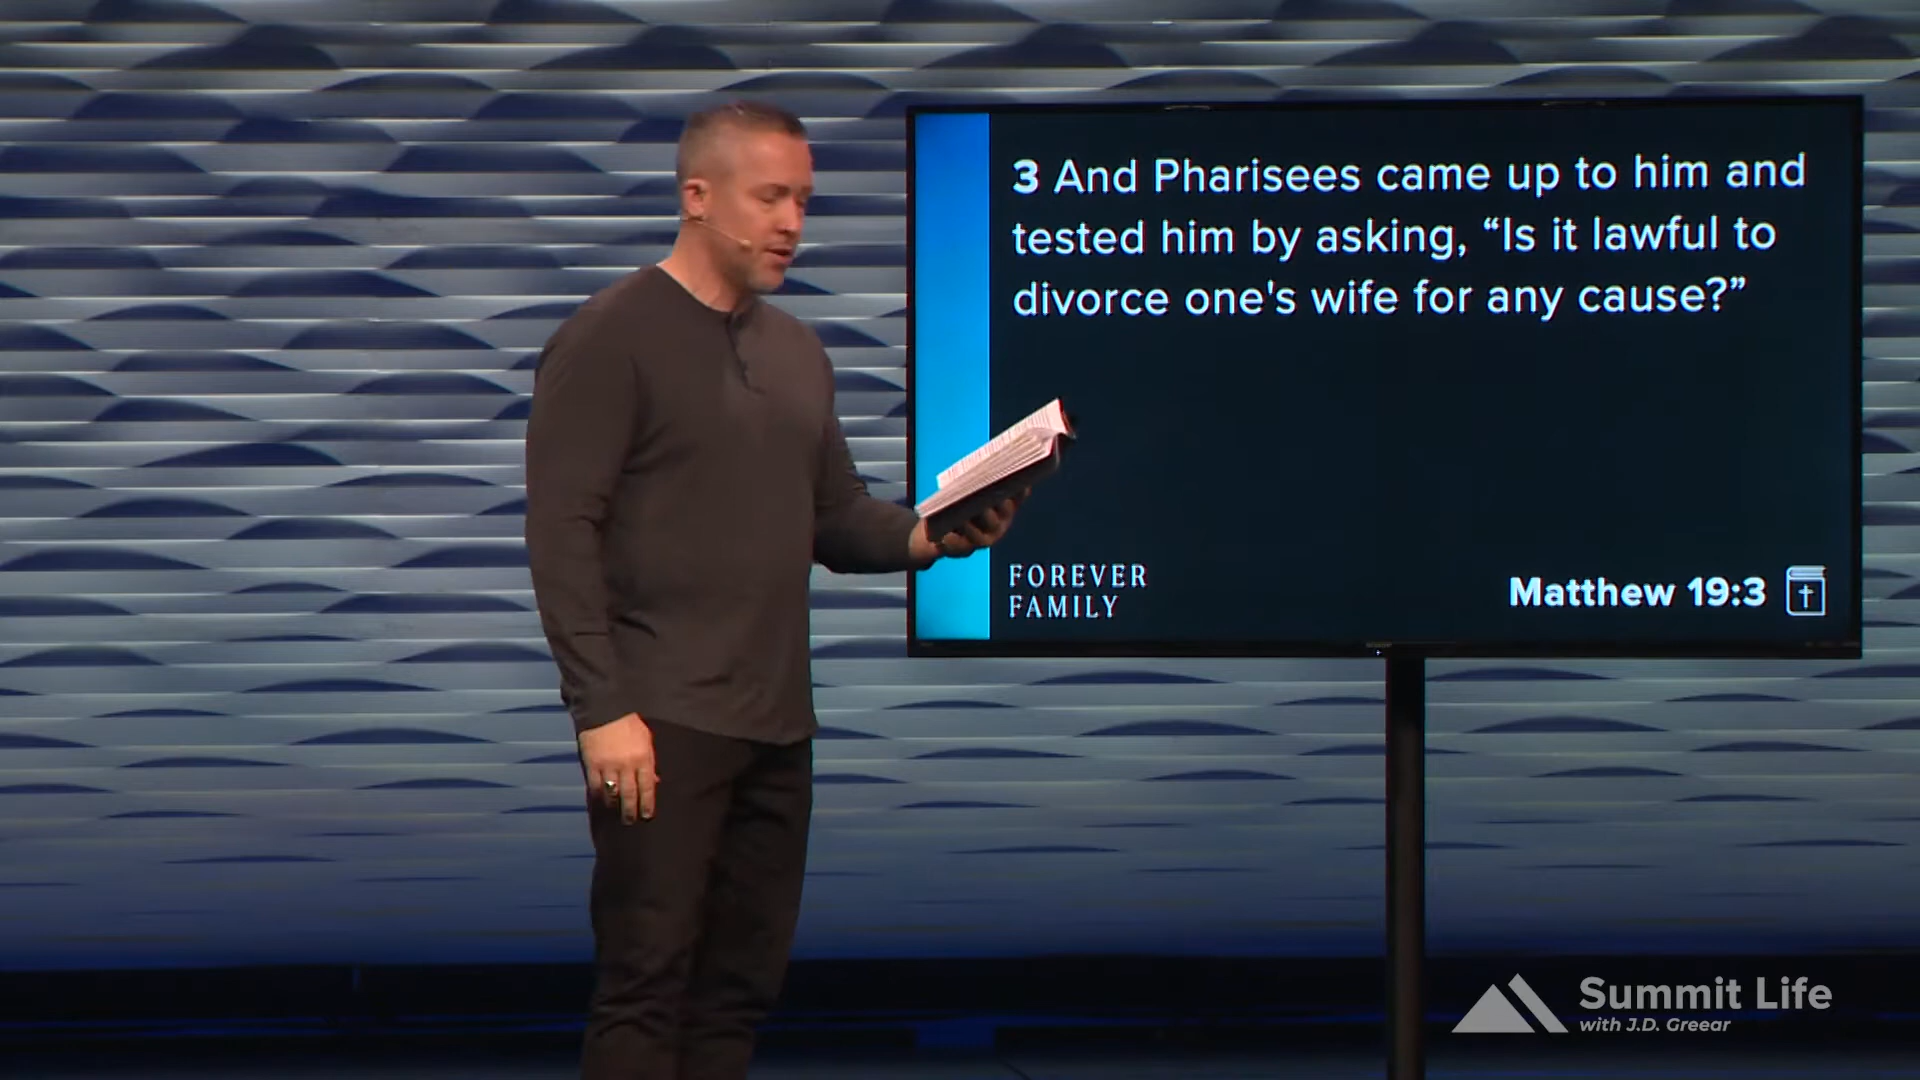 3 And Pharisees came up to him and
tested him by asking, “Is it lawful to
divorce one's wife for any cause?”
FOREVER
FAMILY
Matthew 19:3
Summit Life
with J.D. Greear